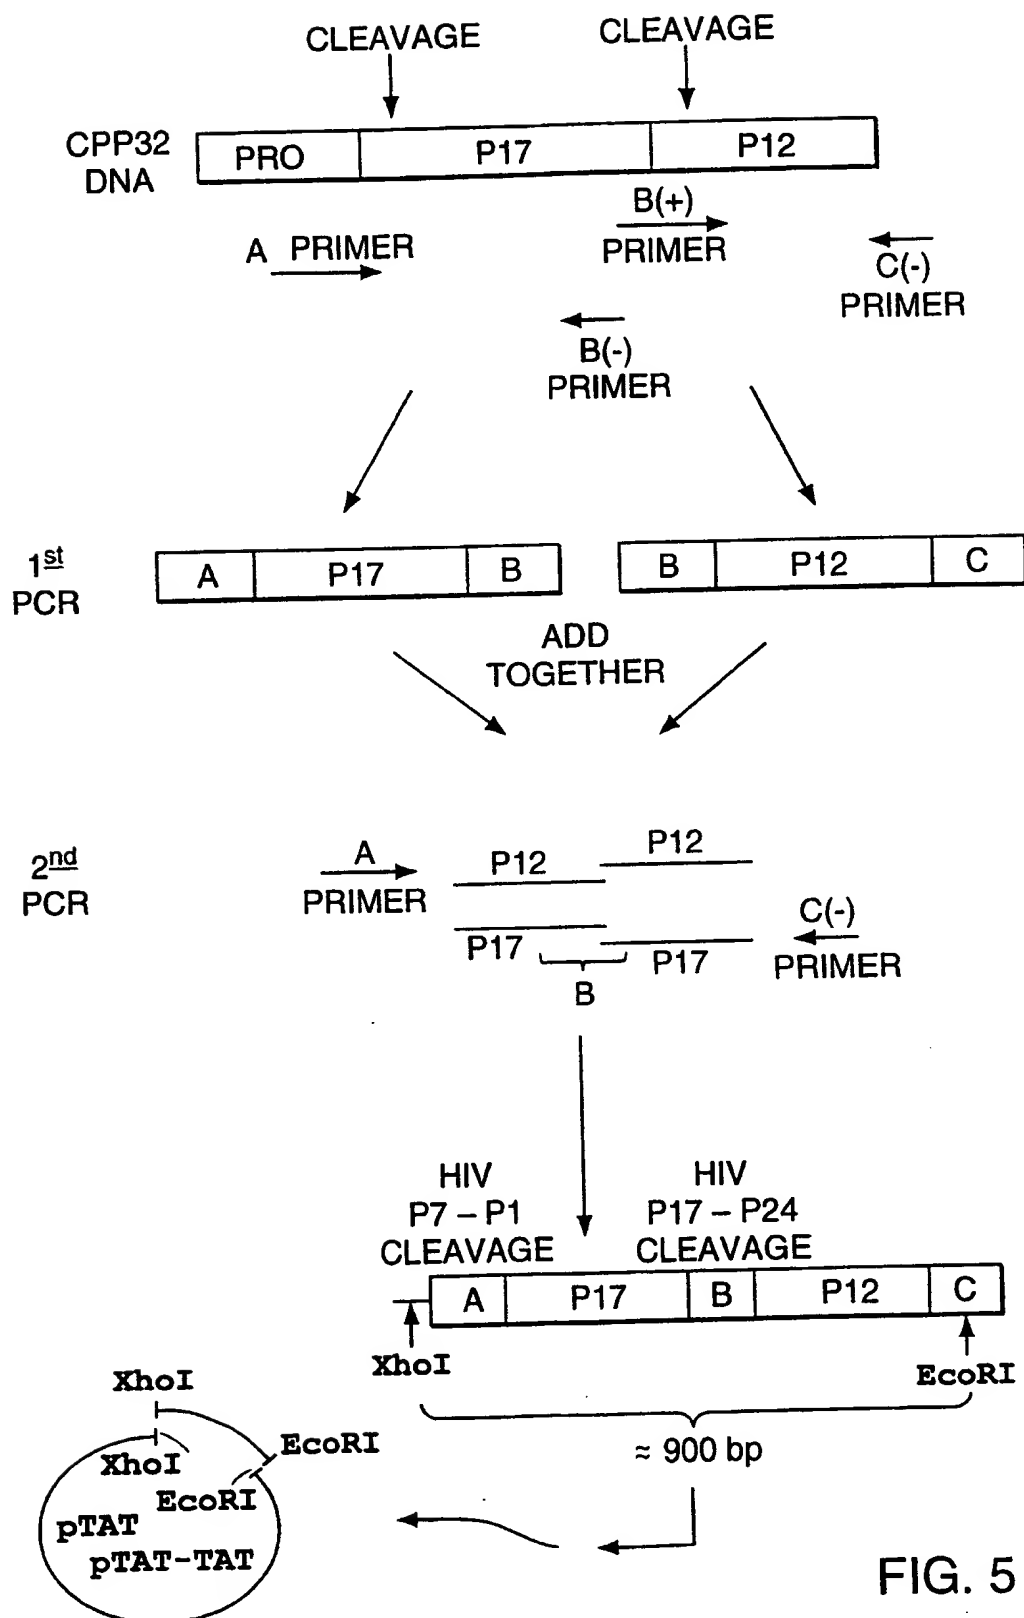 CLEAVAGE
CLEAVAGE
CPP32
DNA
PRO
P17
P12
B(+)
PRIMER
A PRIMER
C(-)
PRIMER
B(-)
PRIMER
1st
PCR
A
P17
B
B
P12
C
ADD
TOGETHER
2nd
PCR
A
PRIMER
P12
P12
P17
P17
B
C(-)
PRIMER
HIV
P7 – P1
CLEAVAGE
HIV
P17 – P24
CLEAVAGE
A
P17
B
P12
C
XhoI
EcoRI
≈ 900 bp
XhoI
EcoRI
XhoI
EcoRI
pTAT
pTAT-TAT
FIG. 5